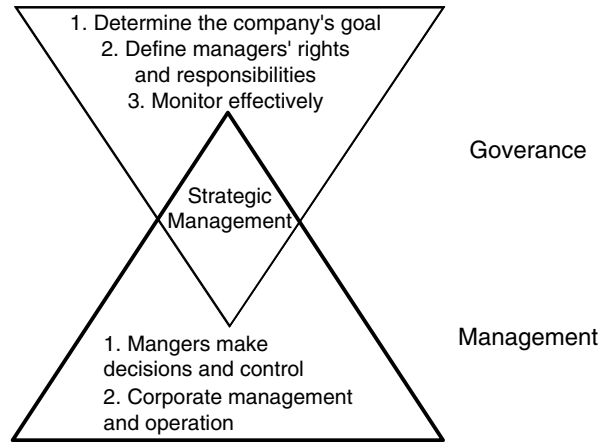 1. Determine the company's goal
2. Define managers' rights
and responsibilities
3. Monitor effectively
Goverance
Strategic
Management
Management
1. Mangers make
decisions and control
2. Corporate management
and operation